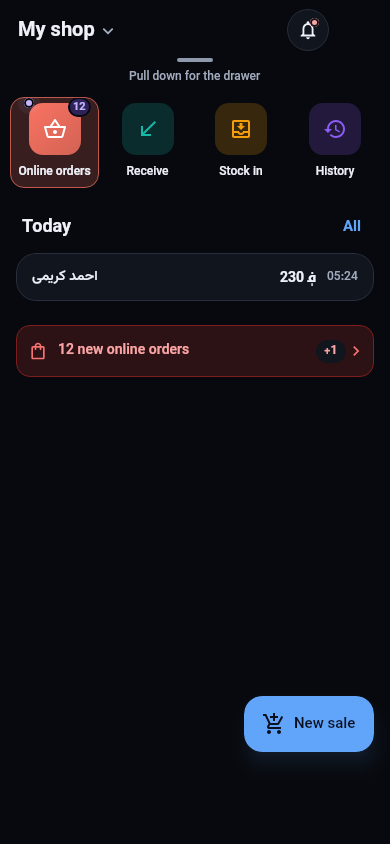 My shop
Pull down for the drawer
12
Online orders
Receive
Stock in
History
Today
All
احمد کریمی
230 ؋
05:24
12 new online orders
+1
New sale